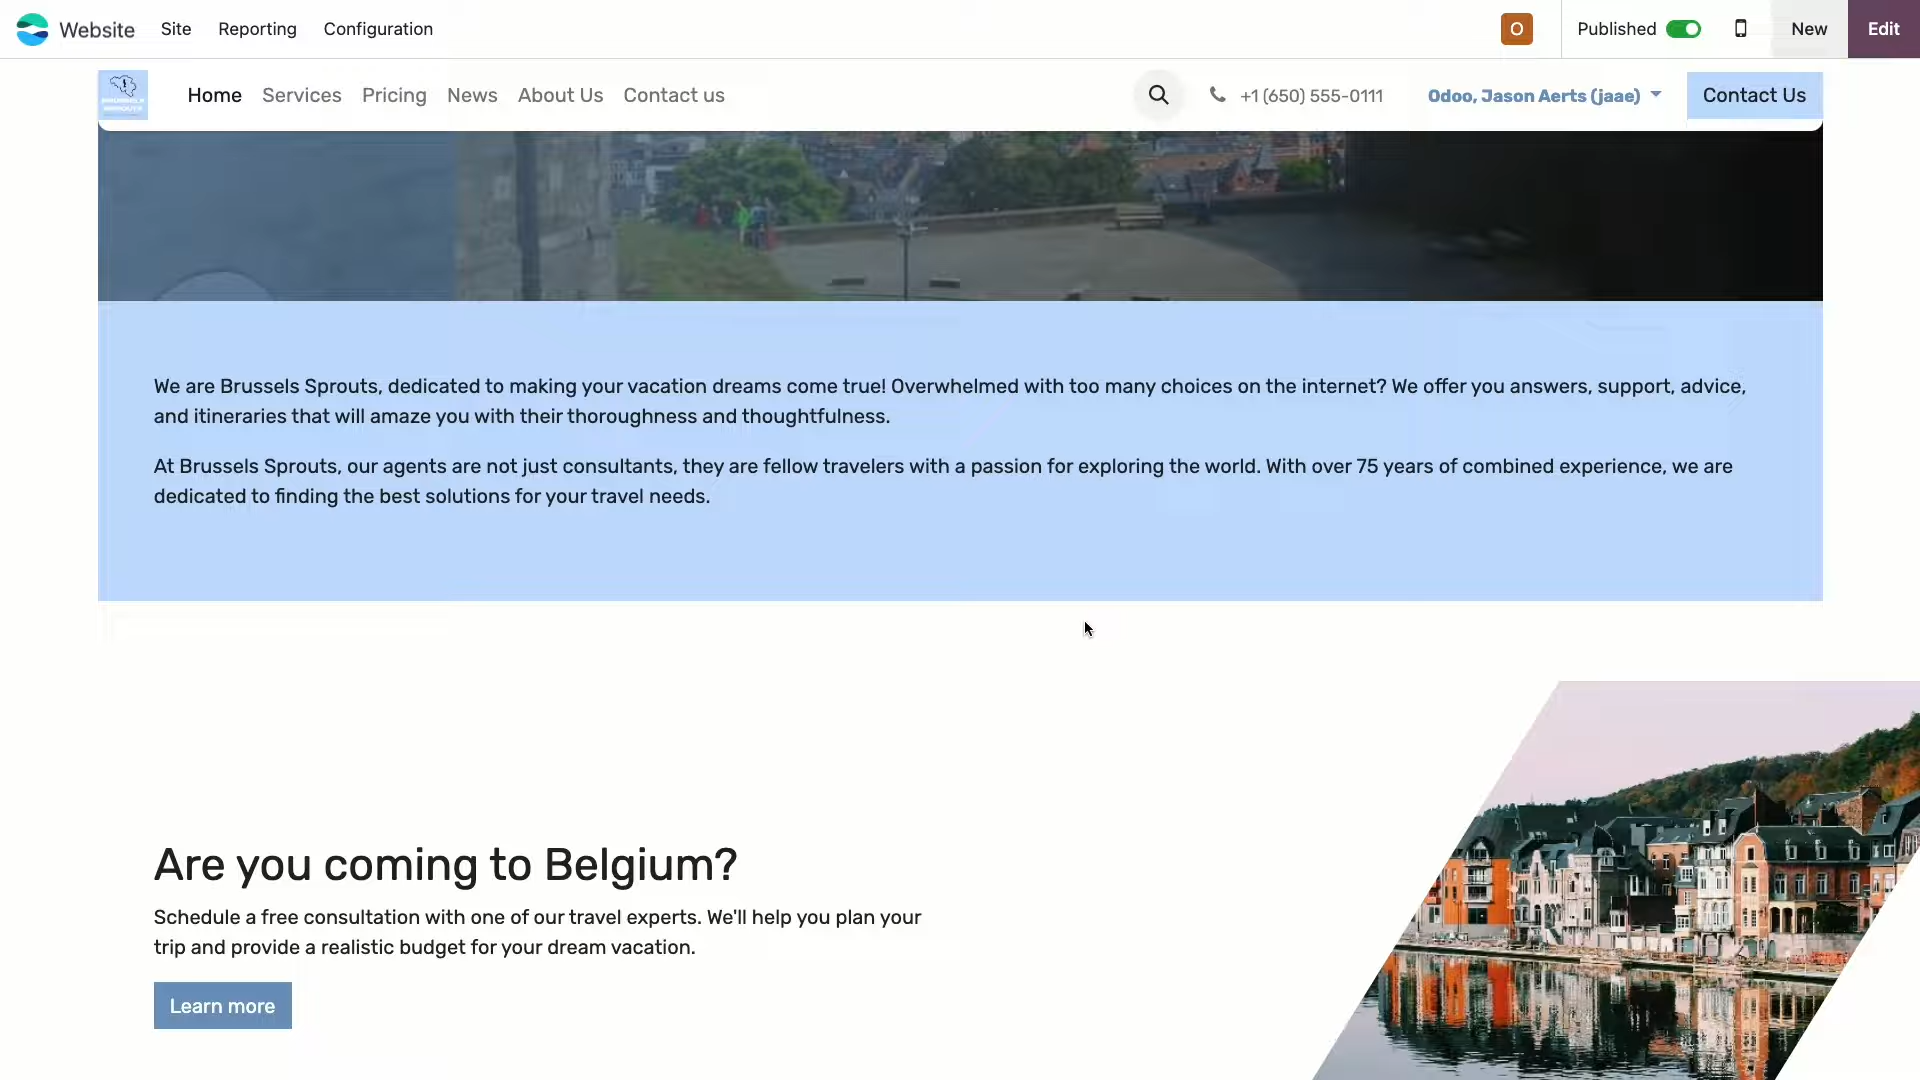 Website Site Reporting Configuration O Published New Edit
BRUSSELS SPROUTS Home Services Pricing News About Us Contact us +1 (650) 555-0111 Odoo, Jason Aerts (jaae) Contact Us
We are Brussels Sprouts, dedicated to making your vacation dreams come true! Overwhelmed with too many choices on the internet? We offer you answers, support, advice,
and itineraries that will amaze you with their thoroughness and thoughtfulness.
At Brussels Sprouts, our agents are not just consultants, they are fellow travelers with a passion for exploring the world. With over 75 years of combined experience, we are
dedicated to finding the best solutions for your travel needs.
Are you coming to Belgium?
Schedule a free consultation with one of our travel experts. We'll help you plan your
trip and provide a realistic budget for your dream vacation.
Learn more